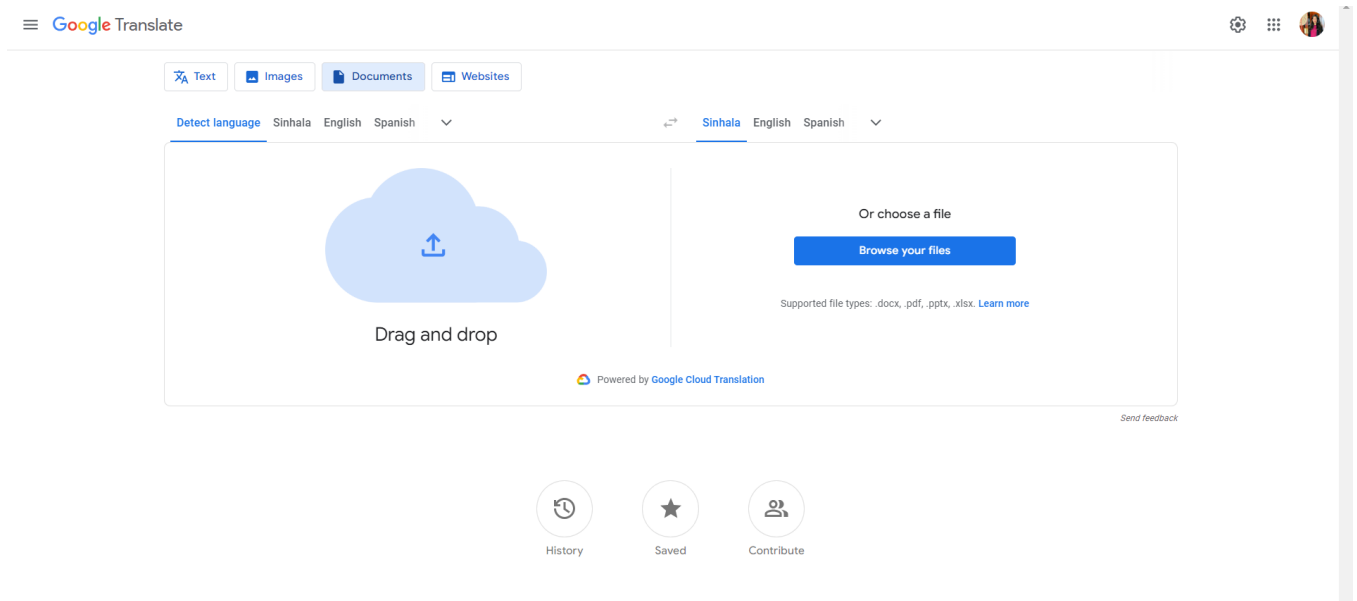 Google Translate
Text Images Documents Websites
Detect language Sinhala English Spanish Sinhala English Spanish
Or choose a file
Browse your files
Supported file types: .docx, .pdf, .pptx, .xlsx. Learn more
Drag and drop
Powered by Google Cloud Translation
Send feedback
History Saved Contribute